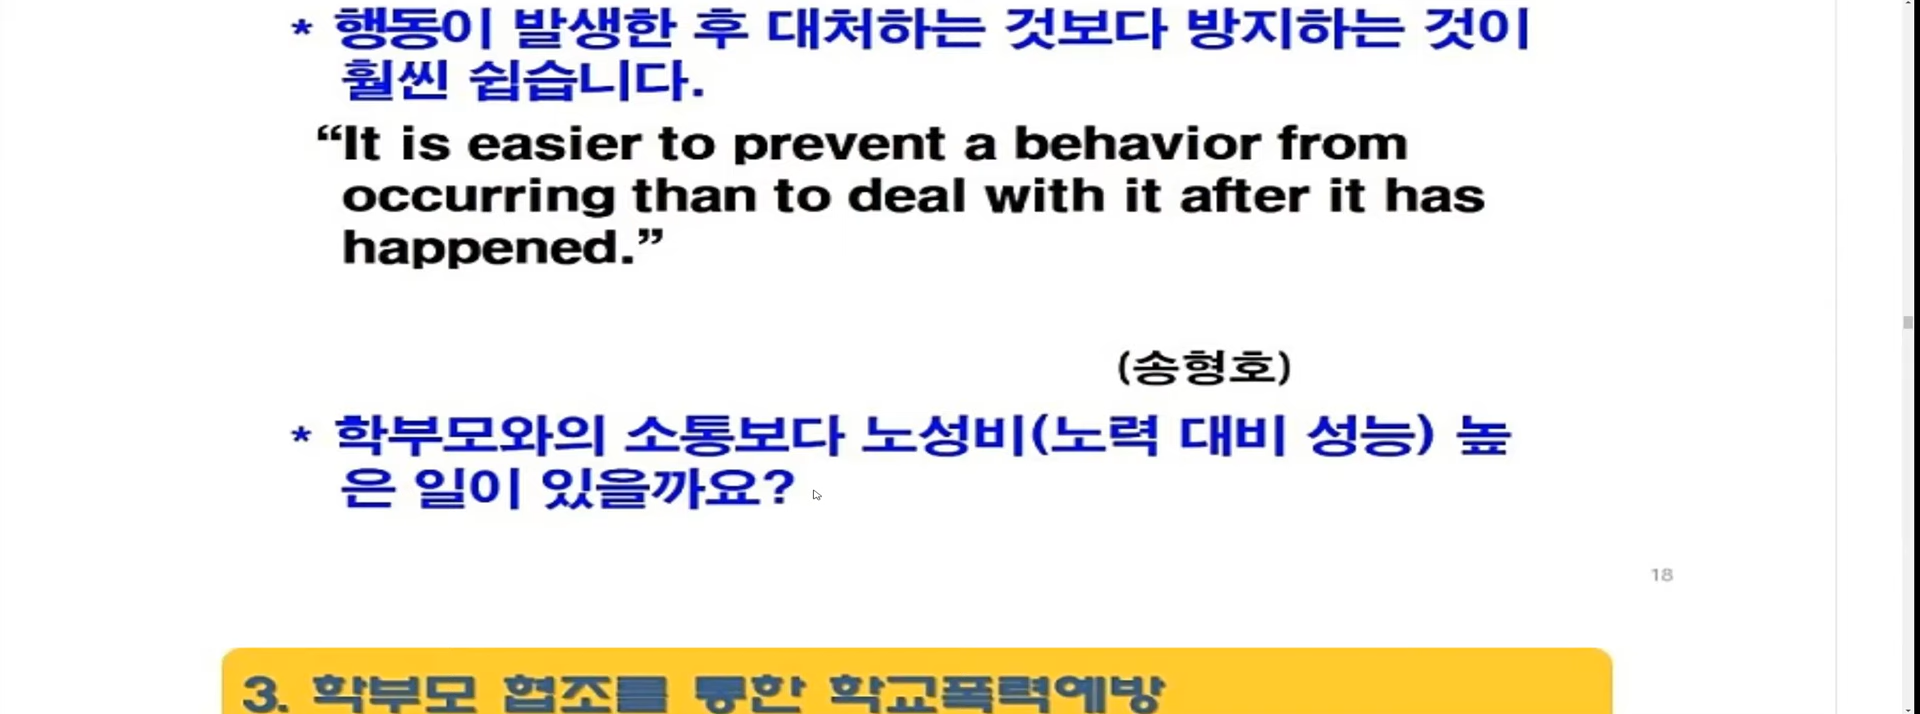 * 행동이 발생한 후 대처하는 것보다 방지하는 것이
훨씬 쉽습니다.
“It is easier to prevent a behavior from
occurring than to deal with it after it has
happened.”
(송형호)
* 학부모와의 소통보다 노성비(노력 대비 성능) 높
은 일이 있을까요?
18
3. 학부모 협조를 통한 학교폭력예방